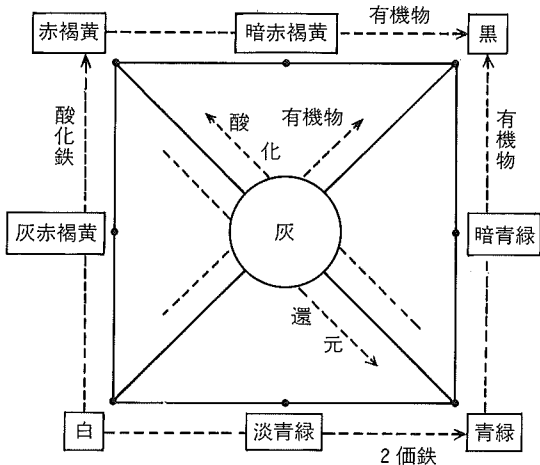 赤褐黄
暗赤褐黄
有機物
黒
酸化鉄
酸化
有機物
有機物
灰赤褐黄
灰
暗青緑
還元
白
淡青緑
2価鉄
青緑